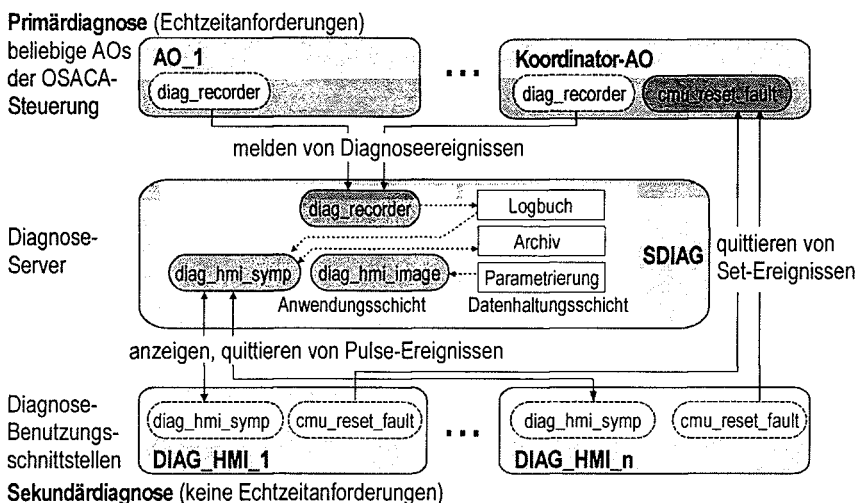 Primärdiagnose (Echtzeitanforderungen)
beliebige AOs
der OSACA-
Steuerung
AO_1
diag_recorder
...
Koordinator-AO
diag_recorder
cmu_reset_fault
melden von Diagnoseereignissen
Diagnose-
Server
diag_recorder
Logbuch
Archiv
SDIAG
diag_hmi_symp
diag_hmi_image
Parametrierung
Anwendungsschicht
Datenhaltungsschicht
quittieren von
Set-Ereignissen
anzeigen, quittieren von Pulse-Ereignissen
Diagnose-
Benutzungs-
schnittstellen
diag_hmi_symp
cmu_reset_fault
DIAG_HMI_1
...
diag_hmi_symp
cmu_reset_fault
DIAG_HMI_n
Sekundärdiagnose (keine Echtzeitanforderungen)